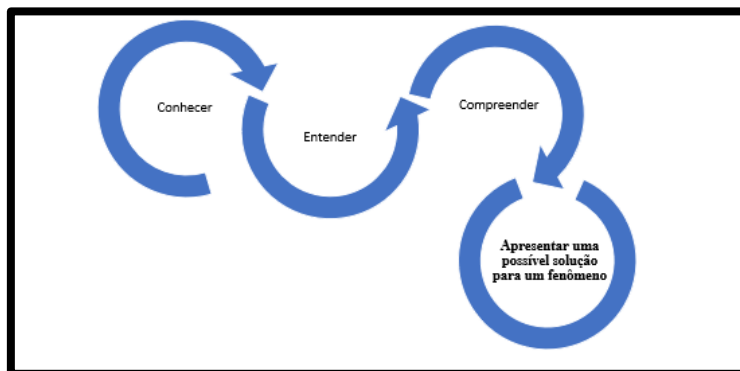 Conhecer
Entender
Compreender
Apresentar uma
possível solução
para um fenômeno